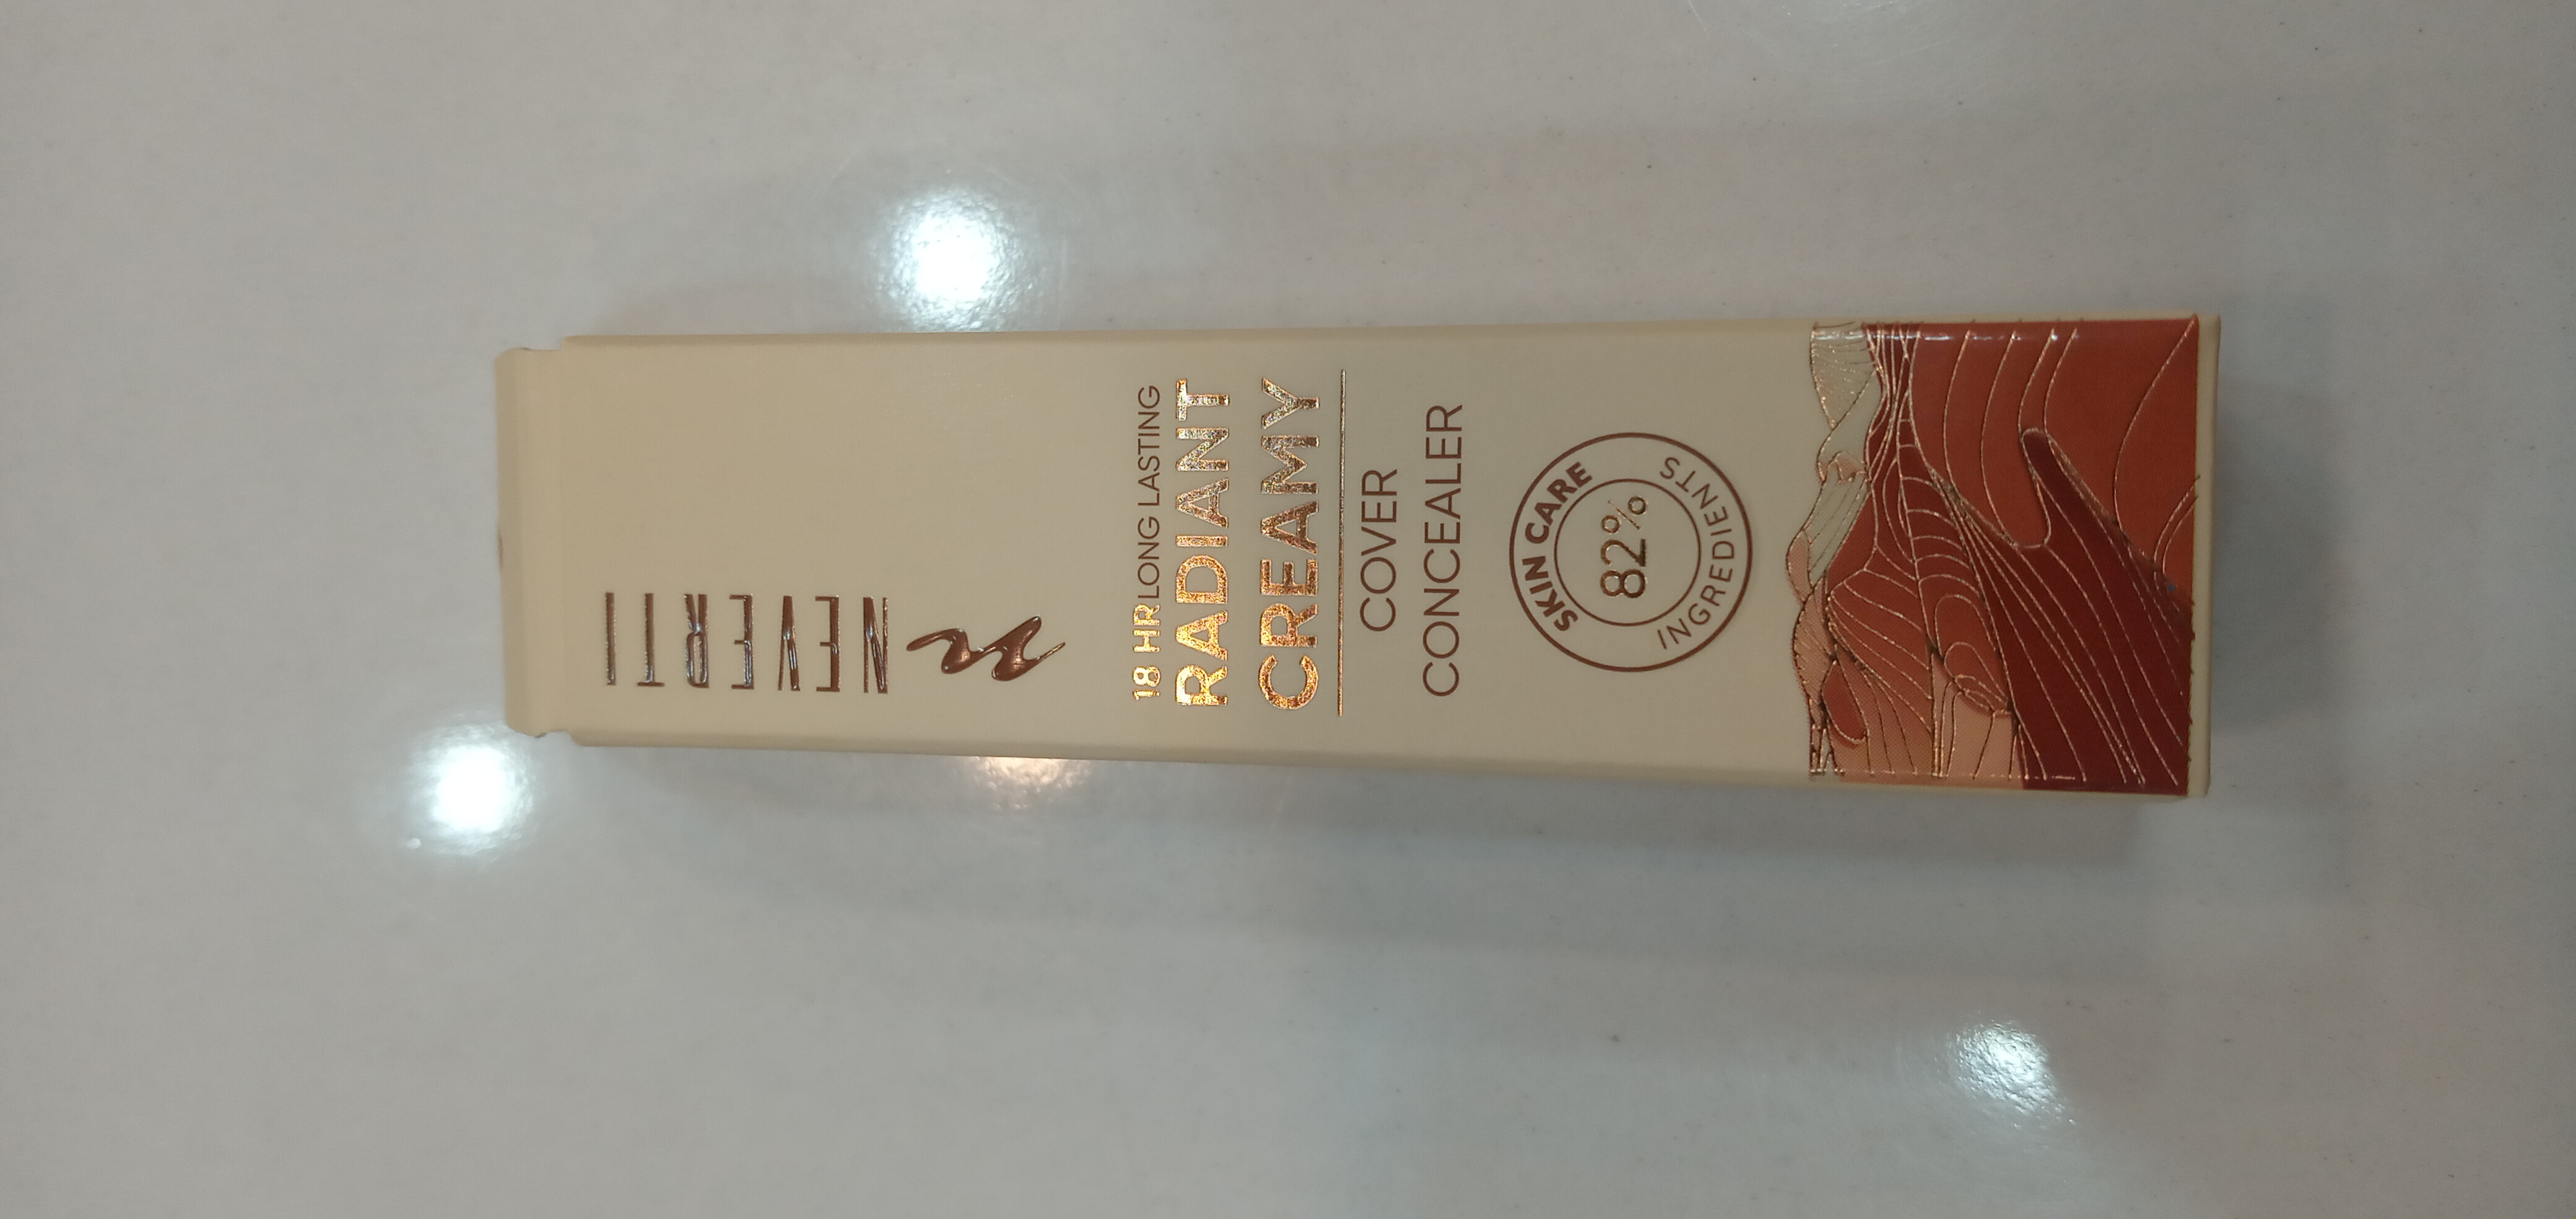 NEVERTI
18 HR LONG LASTING
RADIANT
CREAMY
COVER
CONCEALER
SKIN CARE
82%
INGREDIENTS